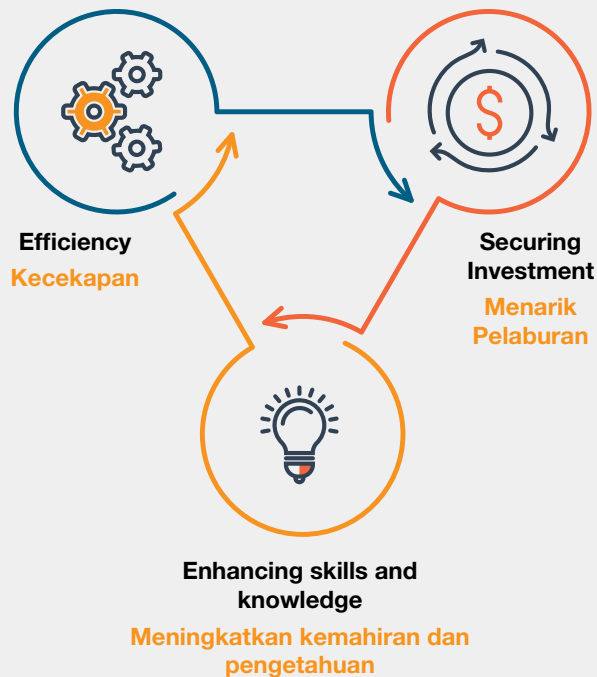 Efficiency
Kecekapan
Securing
Investment
Menarik
Pelaburan
Enhancing skills and
knowledge
Meningkatkan kemahiran dan
pengetahuan